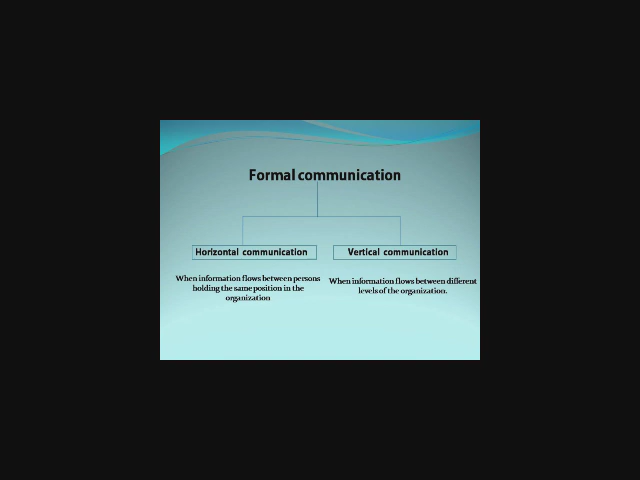 Formal communication
Horizontal communication
When information flows between persons
holding the same position in the
organization
Vertical communication
When information flows between different
levels of the organization.